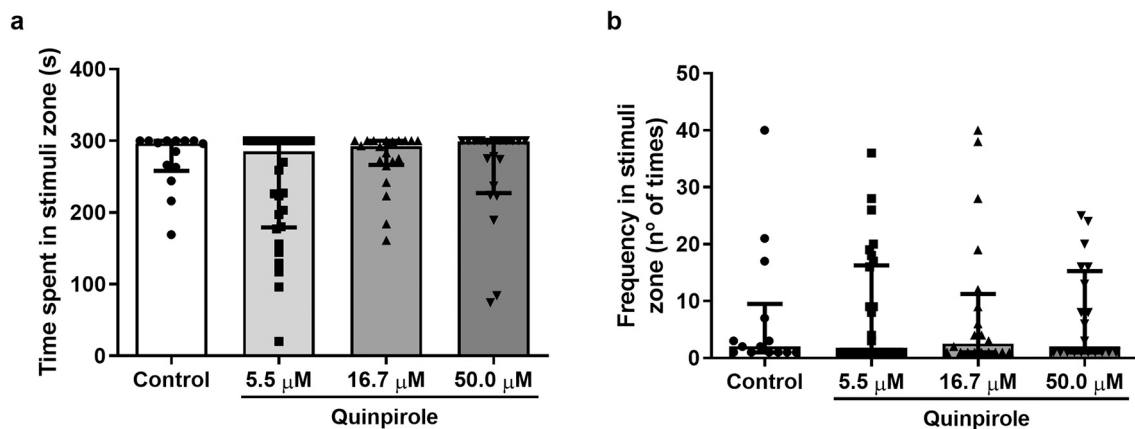 a
Time spent in stimuli zone (s)
400
300
200
100
0
Control
5.5 μM
16.7 μM
50.0 μM
Quinpirole
b
Frequency in stimuli
zone (nº of times)
50
40
30
20
10
0
Control
5.5 μM
16.7 μM
50.0 μM
Quinpirole